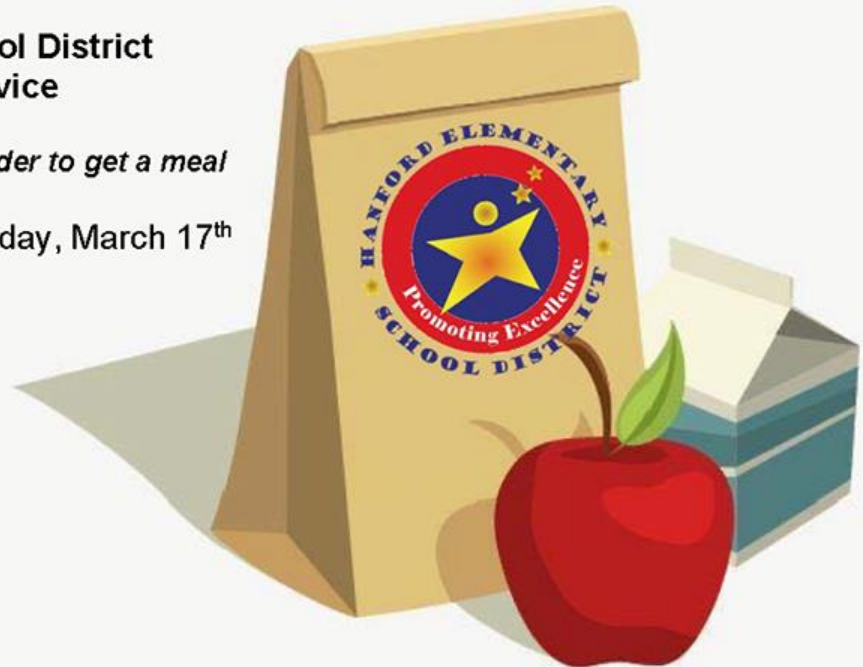 ol District
vice
der to get a meal
day, March 17th
HANFORD ELEMENTARY
SCHOOL DISTRICT
Promoting Excellence